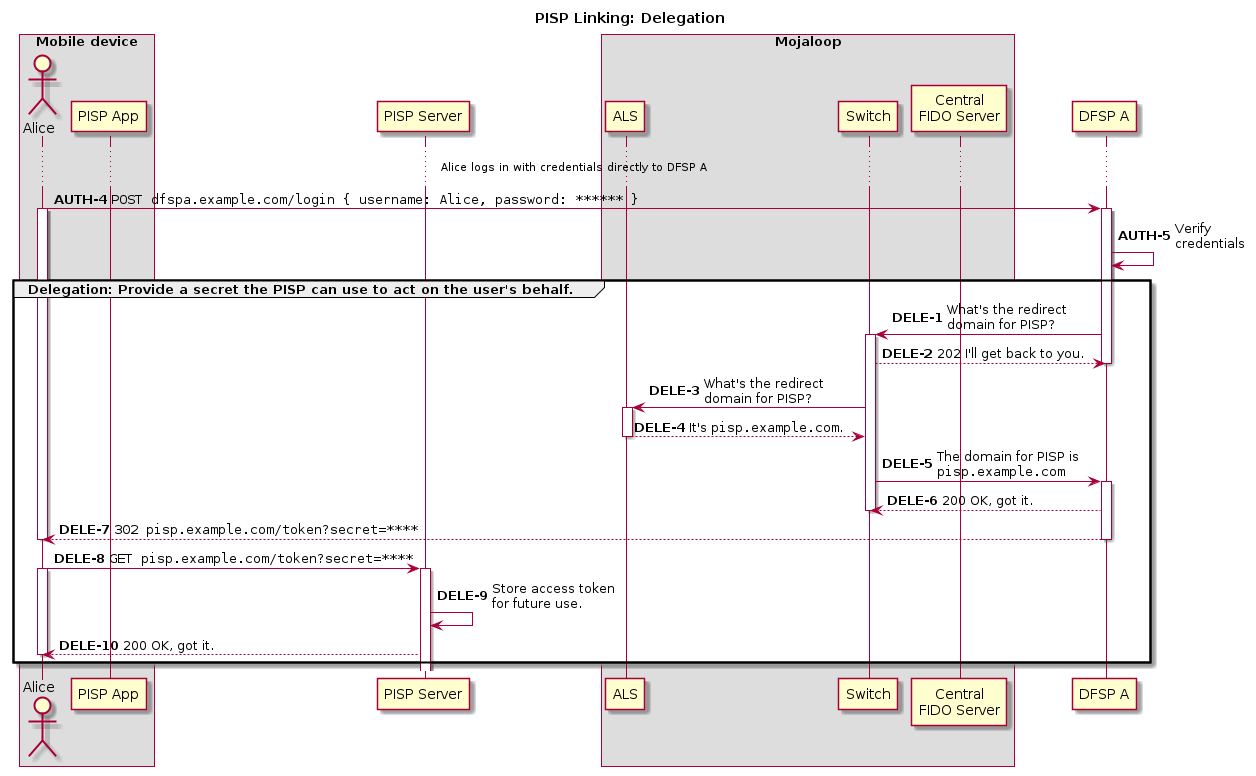 PISP Linking: Delegation
Mobile device
Mojaloop
Alice
PISP App
PISP Server
ALS
Switch
Central
FIDO Server
DFSP A
Alice logs in with credentials directly to DFSP A
AUTH-4 POST dfspa.example.com/login { username: Alice, password: ****** }
AUTH-5 Verify
credentials
Delegation: Provide a secret the PISP can use to act on the user's behalf.
DELE-1 What's the redirect
domain for PISP?
DELE-2 202 I'll get back to you.
DELE-3 What's the redirect
domain for PISP?
DELE-4 It's pisp.example.com.
DELE-5 The domain for PISP is
pisp.example.com
DELE-6 200 OK, got it.
DELE-7 302 pisp.example.com/token?secret=****
DELE-8 GET pisp.example.com/token?secret=****
DELE-9 Store access token
for future use.
DELE-10 200 OK, got it.
Alice
PISP App
PISP Server
ALS
Switch
Central
FIDO Server
DFSP A